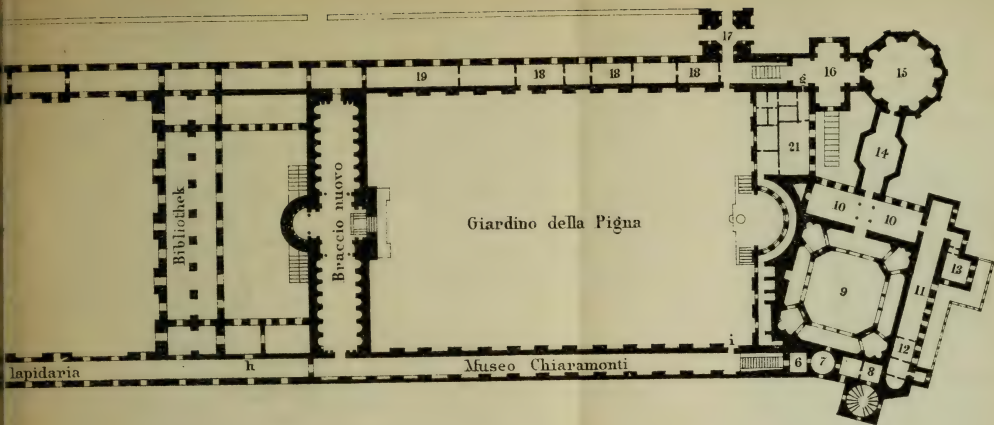 17
19
18
18
18
g
16
15
21
14
10
10
Bibliothek
Braccio nuovo
Giardino della Pigna
9
11
13
12
i
lapidaria
h
Museo Chiaramonti
6
7
8